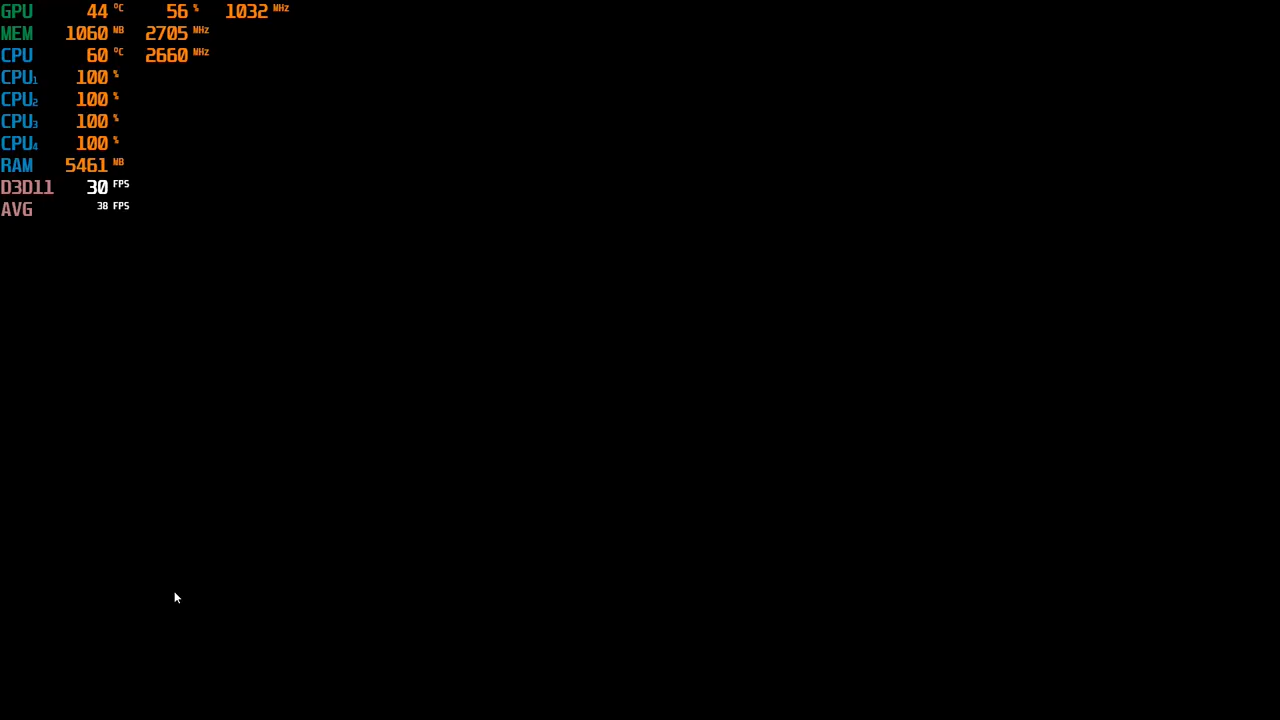 GPU 44 °C 56 % 1032 MHz
MEM 1060 MB 2705 MHz
CPU 60 °C 2660 MHz
CPU1 100 %
CPU2 100 %
CPU3 100 %
CPU4 100 %
RAM 5461 MB
D3D11 30 FPS
AVG 38 FPS